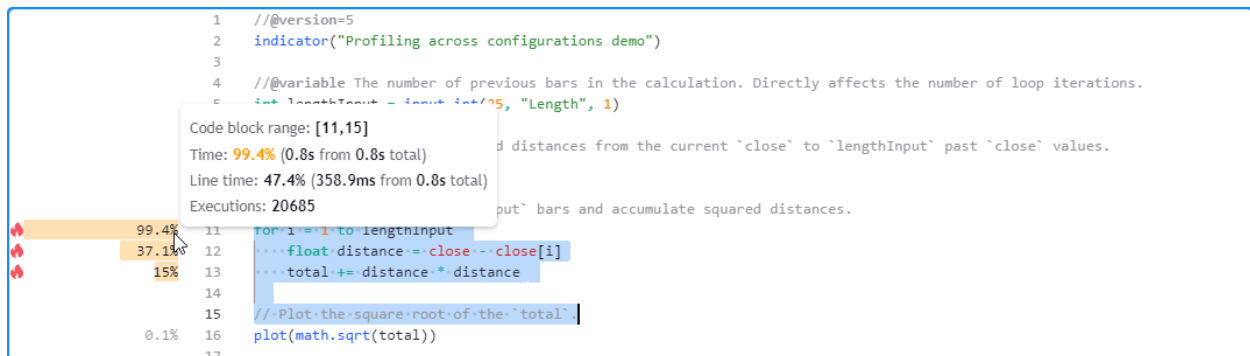 1 //@version=5
2 indicator("Profiling across configurations demo")
3
4 //@variable The number of previous bars in the calculation. Directly affects the number of loop iterations.
5 int lengthInput = input.int(25, "Length", 1)
Code block range: [11,15]
Time: 99.4% (0.8s from 0.8s total)
distances from the current `close` to `lengthInput` past `close` values.
Line time: 47.4% (358.9ms from 0.8s total)
Executions: 20685
bars and accumulate squared distances.
99.4% 11 for i = 1 to lengthInput
37.1% 12 ····float distance = close - close[i]
15% 13 ····total += distance * distance
14
15 // Plot the square root of the `total`.
0.1% 16 plot(math.sqrt(total))
17